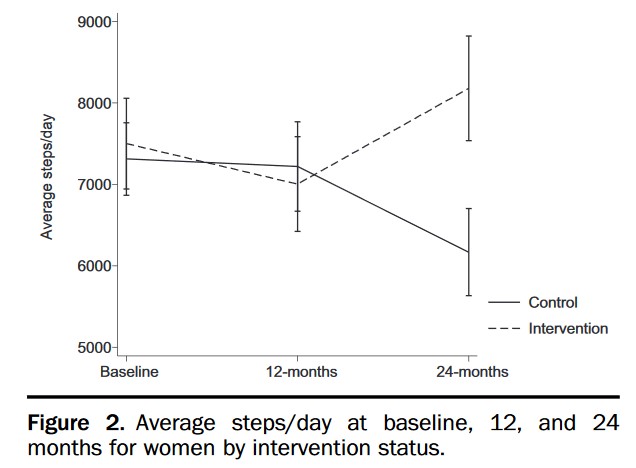 9000
8000
7000
6000
5000
Average steps/day
Baseline 12-months 24-months
Control
Intervention
Figure 2. Average steps/day at baseline, 12, and 24
months for women by intervention status.